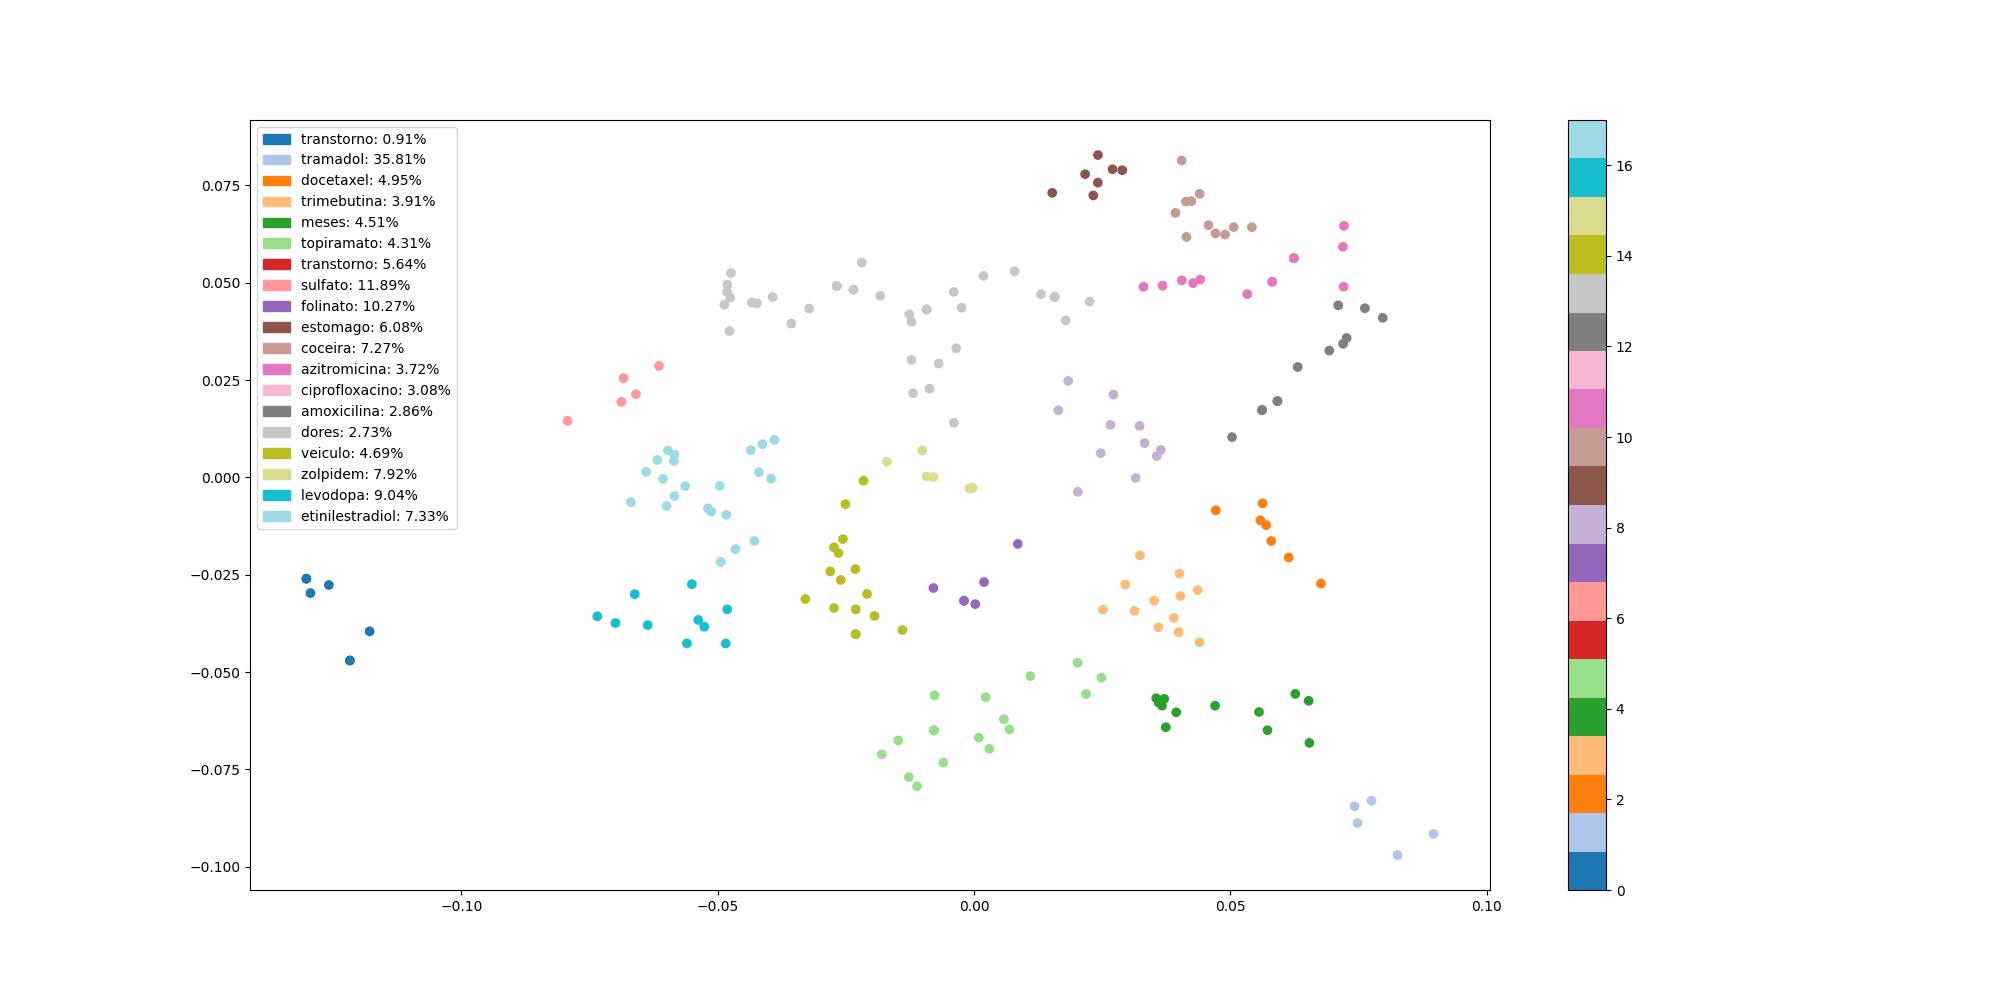 transtorno: 0.91%
tramadol: 35.81%
docetaxel: 4.95%
trimebutina: 3.91%
meses: 4.51%
topiramato: 4.31%
transtorno: 5.64%
sulfato: 11.89%
folinato: 10.27%
estomago: 6.08%
coceira: 7.27%
azitromicina: 3.72%
ciprofloxacino: 3.08%
amoxicilina: 2.86%
dores: 2.73%
veiculo: 4.69%
zolpidem: 7.92%
levodopa: 9.04%
etinilestradiol: 7.33%
0.075
0.050
0.025
0.000
−0.025
−0.050
−0.075
−0.100
−0.10
−0.05
0.00
0.05
0.10
16
14
12
10
8
6
4
2
0